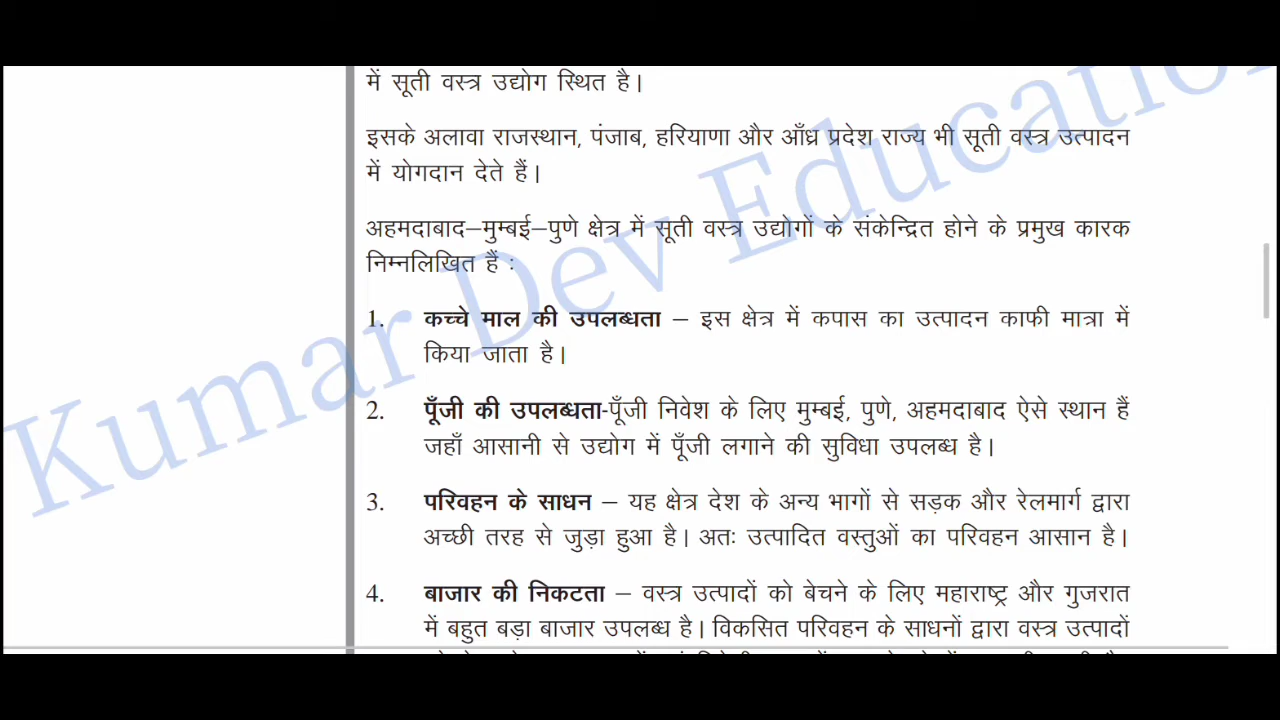 में सूती वस्त्र उद्योग स्थित है।
इसके अलावा राजस्थान, पंजाब, हरियाणा और आँध्र प्रदेश राज्य भी सूती वस्त्र उत्पादन
में योगदान देते हैं।
अहमदाबाद–मुम्बई–पुणे क्षेत्र में सूती वस्त्र उद्योगों के संकेन्द्रित होने के प्रमुख कारक
निम्नलिखित हैं :
1. कच्चे माल की उपलब्धता – इस क्षेत्र में कपास का उत्पादन काफी मात्रा में
किया जाता है।
2. पूँजी की उपलब्धता-पूँजी निवेश के लिए मुम्बई, पुणे, अहमदाबाद ऐसे स्थान हैं
जहाँ आसानी से उद्योग में पूँजी लगाने की सुविधा उपलब्ध है।
3. परिवहन के साधन – यह क्षेत्र देश के अन्य भागों से सड़क और रेलमार्ग द्वारा
अच्छी तरह से जुड़ा हुआ है। अतः उत्पादित वस्तुओं का परिवहन आसान है।
4. बाजार की निकटता – वस्त्र उत्पादों को बेचने के लिए महाराष्ट्र और गुजरात
में बहुत बड़ा बाजार उपलब्ध है। विकसित परिवहन के साधनों द्वारा वस्त्र उत्पादों
Kumar Dev Education